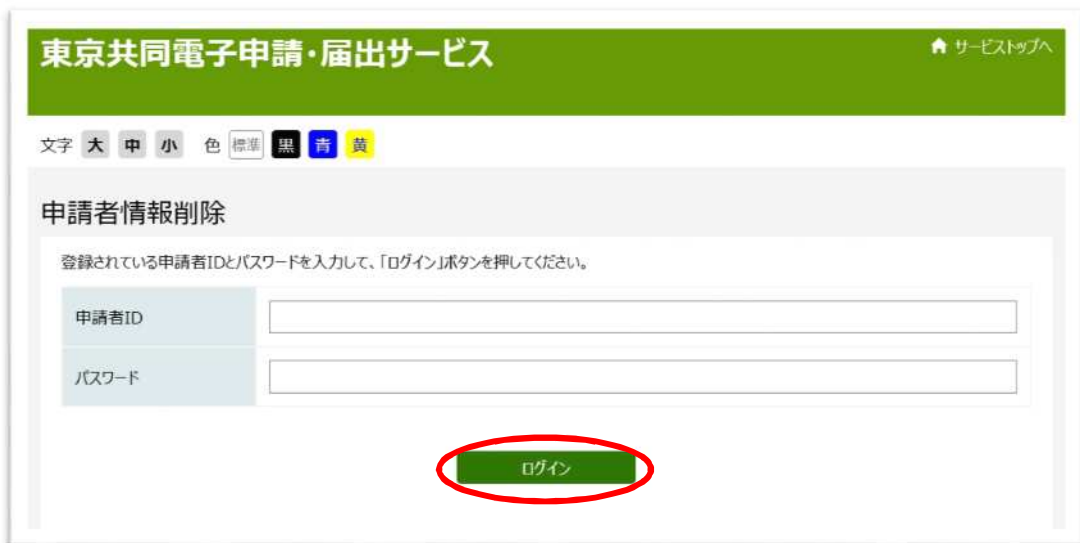 東京共同電子申請・届出サービス
サービストップへ
文字 大 中 小 色 標準 黒 青 黄
申請者情報削除
登録されている申請者IDとパスワードを入力して、「ログイン」ボタンを押してください。
申請者ID
パスワード
ログイン